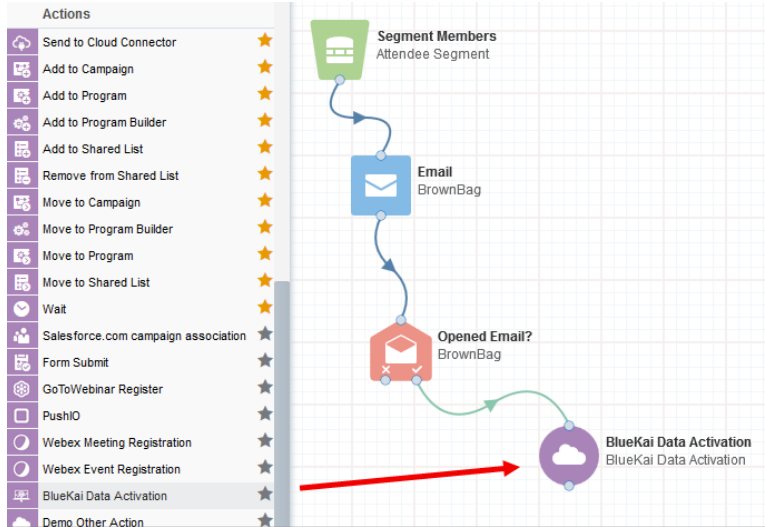 Actions
Send to Cloud Connector
Add to Campaign
Add to Program
Add to Program Builder
Add to Shared List
Remove from Shared List
Move to Campaign
Move to Program Builder
Move to Program
Move to Shared List
Wait
Salesforce.com campaign association
Form Submit
GoToWebinar Register
PushIO
Webex Meeting Registration
Webex Event Registration
BlueKai Data Activation
Demo Other Action
Segment Members
Attendee Segment
Email
BrownBag
Opened Email?
BrownBag
BlueKai Data Activation
BlueKai Data Activation